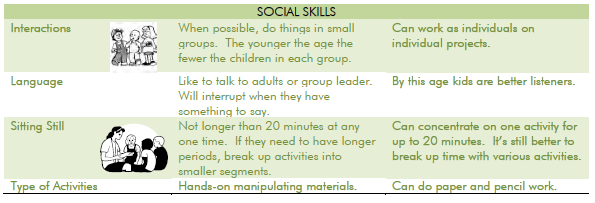 SOCIAL SKILLS
Interactions
When possible, do things in small
groups. The younger the age the
fewer the children in each group.
Can work as individuals on
individual projects.
Language
Like to talk to adults or group leader.
Will interrupt when they have
something to say.
By this age kids are better listeners.
Sitting Still
Not longer than 20 minutes at any
one time. If they need to have longer
periods, break up activities into
smaller segments.
Can concentrate on one activity for
up to 20 minutes. It's still better to
break up time with various activities.
Type of Activities
Hands-on manipulating materials.
Can do paper and pencil work.